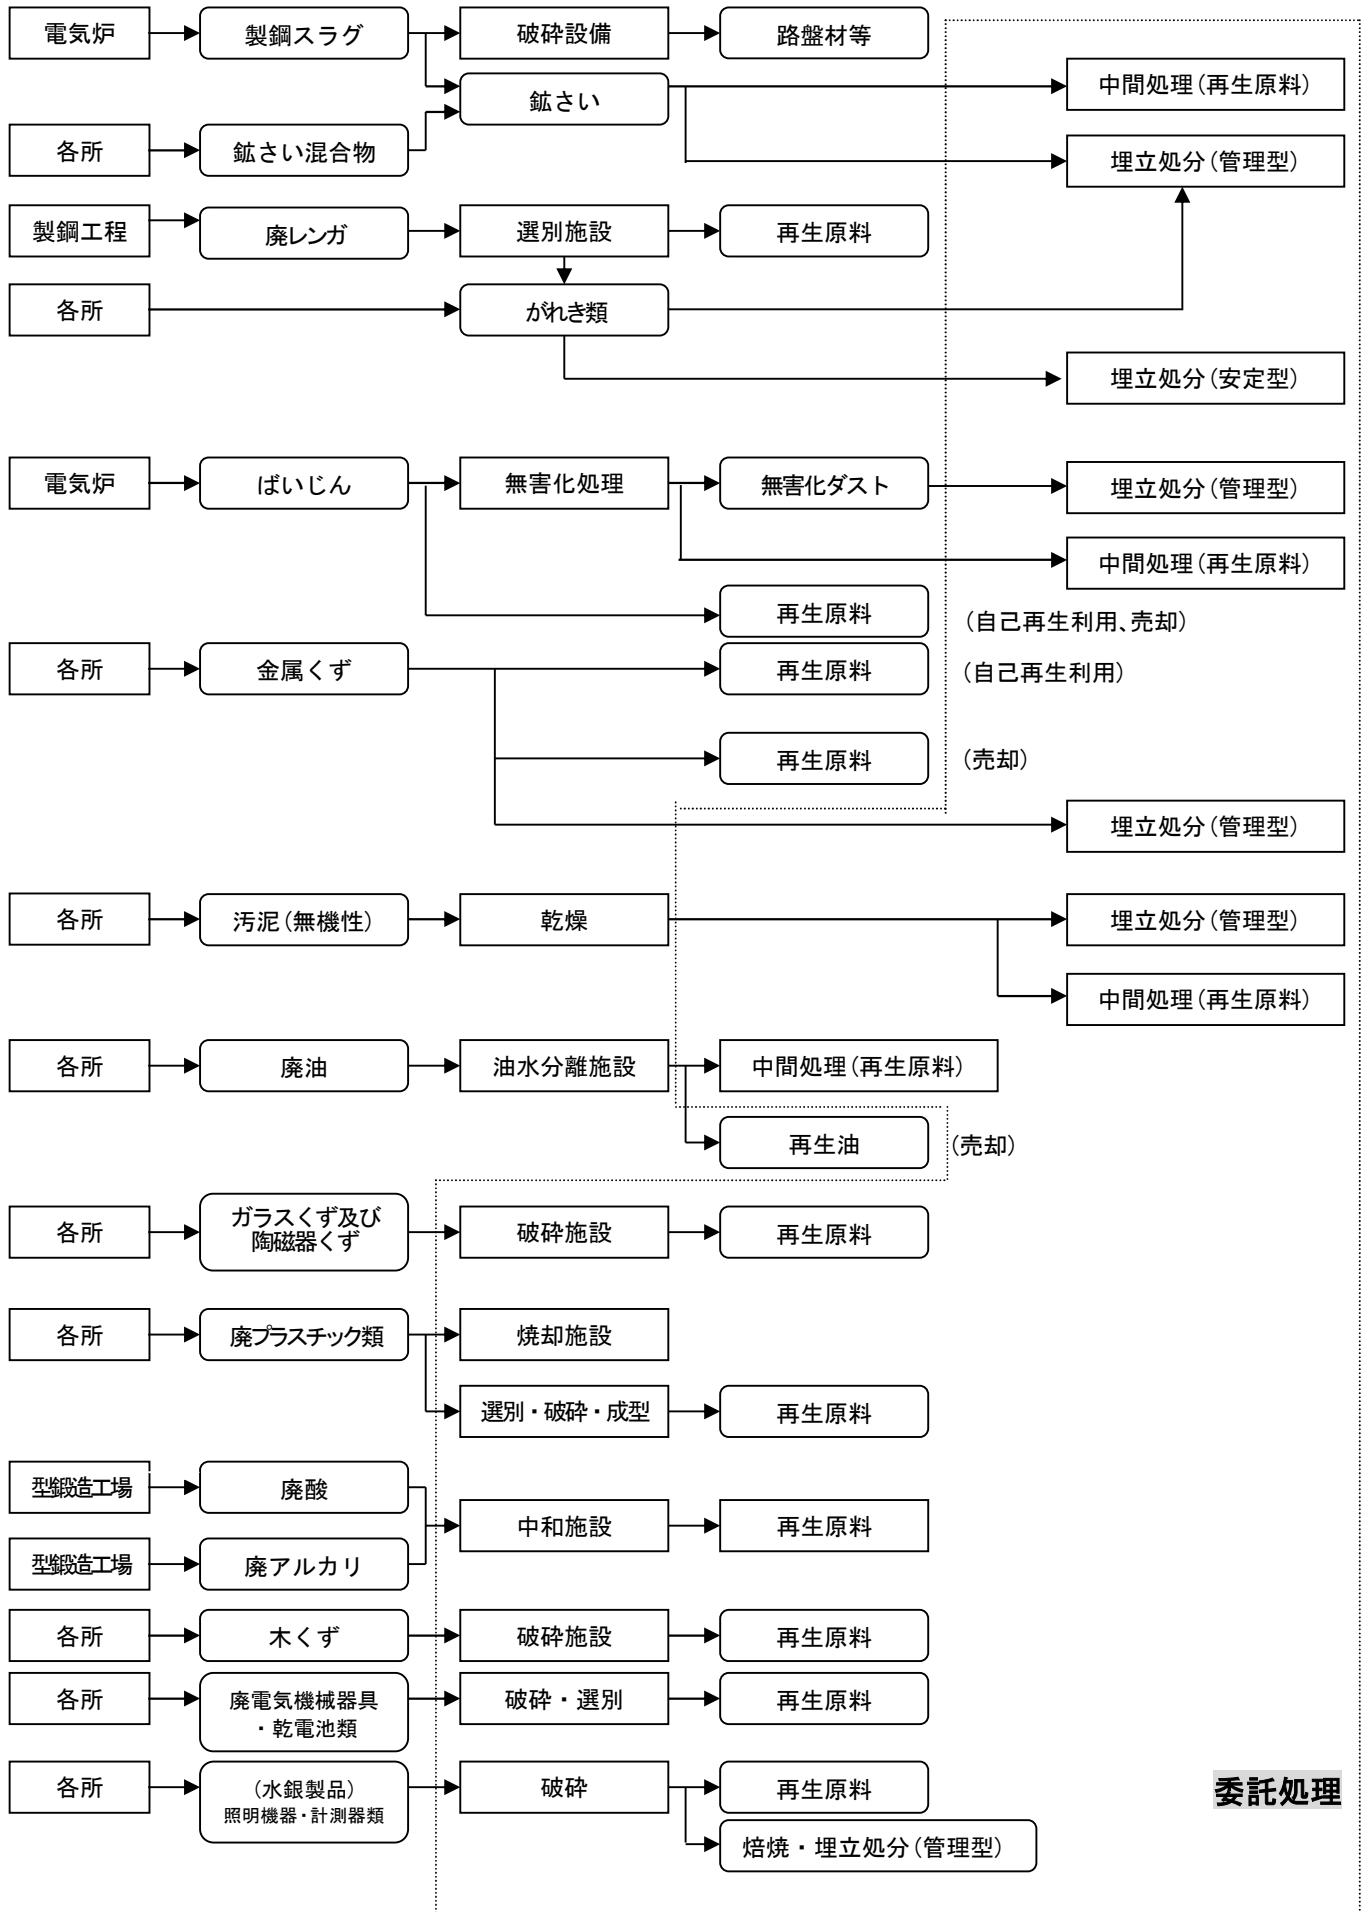 電気炉
製鋼スラグ
破砕設備
路盤材等
鉱さい
中間処理(再生原料)
各所
鉱さい混合物
埋立処分(管理型)
製鋼工程
廃レンガ
選別施設
再生原料
各所
がれき類
埋立処分(安定型)
電気炉
ばいじん
無害化処理
無害化ダスト
埋立処分(管理型)
中間処理(再生原料)
再生原料
(自己再生利用、売却)
各所
金属くず
再生原料
(自己再生利用)
再生原料
(売却)
埋立処分(管理型)
各所
汚泥(無機性)
乾燥
埋立処分(管理型)
中間処理(再生原料)
各所
廃油
油水分離施設
中間処理(再生原料)
再生油
(売却)
各所
ガラスくず及び
陶磁器くず
破砕施設
再生原料
各所
廃プラスチック類
焼却施設
選別・破砕・成型
再生原料
型鍛造工場
廃酸
中和施設
再生原料
型鍛造工場
廃アルカリ
各所
木くず
破砕施設
再生原料
各所
廃電気機械器具
・乾電池類
破砕・選別
再生原料
各所
(水銀製品)
照明機器・計測器類
破砕
再生原料
委託処理
焙焼・埋立処分(管理型)